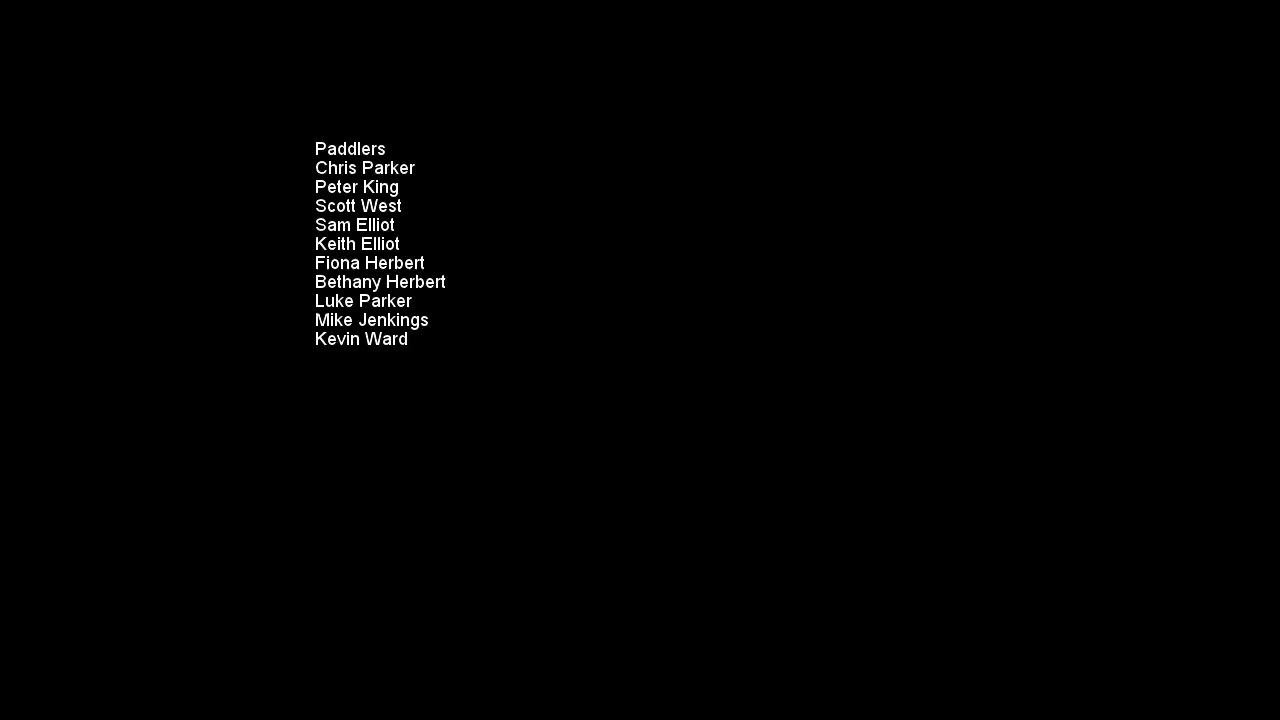 Paddlers
Chris Parker
Peter King
Scott West
Sam Elliot
Keith Elliot
Fiona Herbert
Bethany Herbert
Luke Parker
Mike Jenkings
Kevin Ward